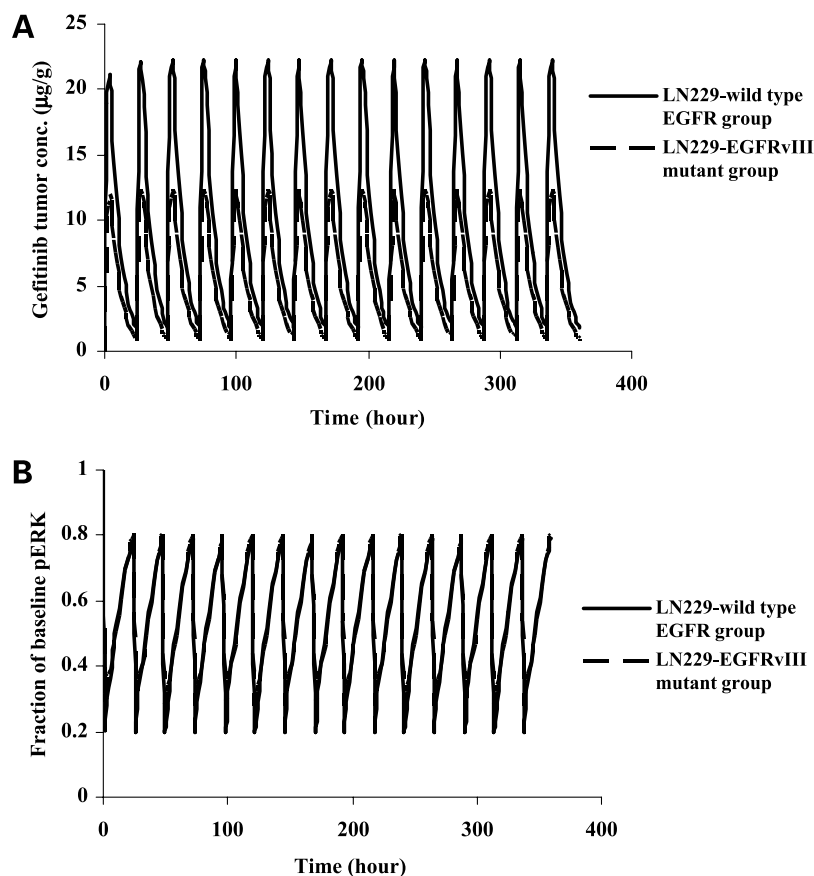 A
Gefitinib tumor conc. (µg/g)
25
20
15
10
5
0
0 100 200 300 400
Time (hour)
LN229-wild type
EGFR group
LN229-EGFRvIII
mutant group
B
Fraction of baseline pERK
1
0.8
0.6
0.4
0.2
0 100 200 300 400
Time (hour)
LN229-wild type
EGFR group
LN229-EGFRvIII
mutant group